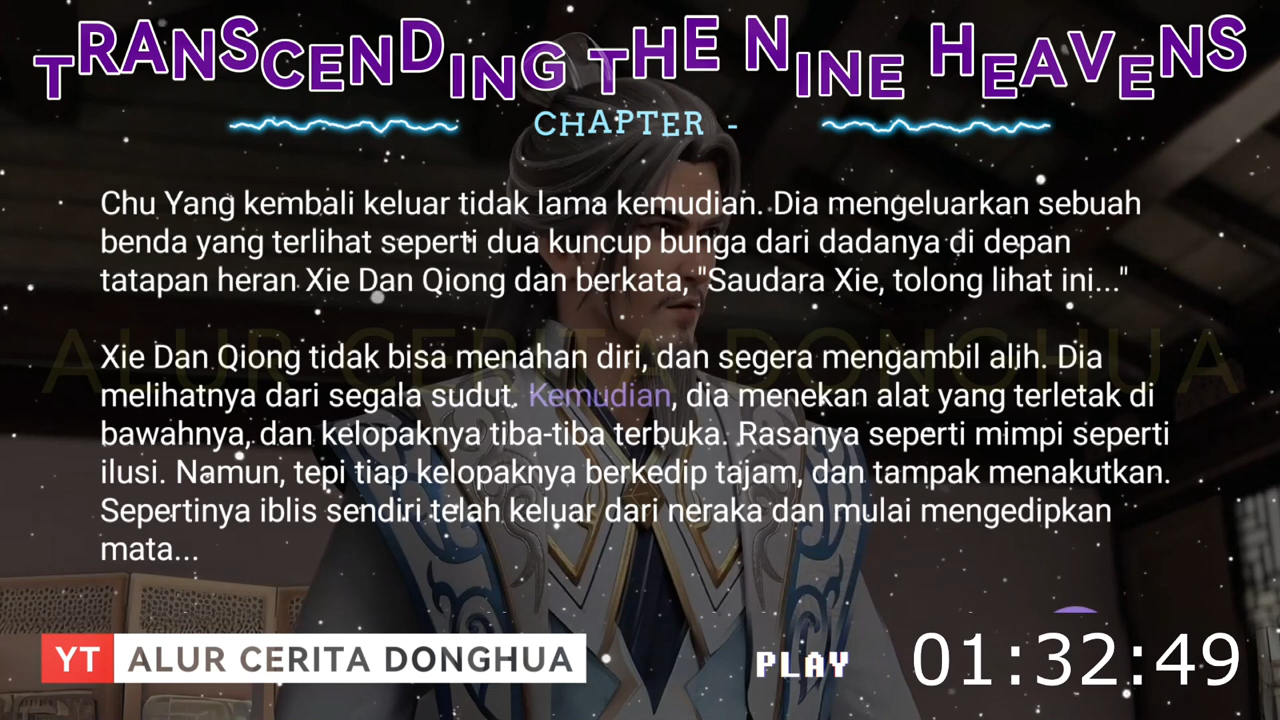 TRANSCENDING THE NINE HEAVENS
CHAPTER -
Chu Yang kembali keluar tidak lama kemudian. Dia mengeluarkan sebuah
benda yang terlihat seperti dua kuncup bunga dari dadanya di depan
tatapan heran Xie Dan Qiong dan berkata, "Saudara Xie, tolong lihat ini..."
ALUR CERITA DONGHUA
Xie Dan Qiong tidak bisa menahan diri, dan segera mengambil alih. Dia
melihatnya dari segala sudut. Kemudian, dia menekan alat yang terletak di
bawahnya, dan kelopaknya tiba-tiba terbuka. Rasanya seperti mimpi seperti
ilusi. Namun, tepi tiap kelopaknya berkedip tajam, dan tampak menakutkan.
Sepertinya iblis sendiri telah keluar dari neraka dan mulai mengedipkan
mata...
YT ALUR CERITA DONGHUA
PLAY
01:32:49